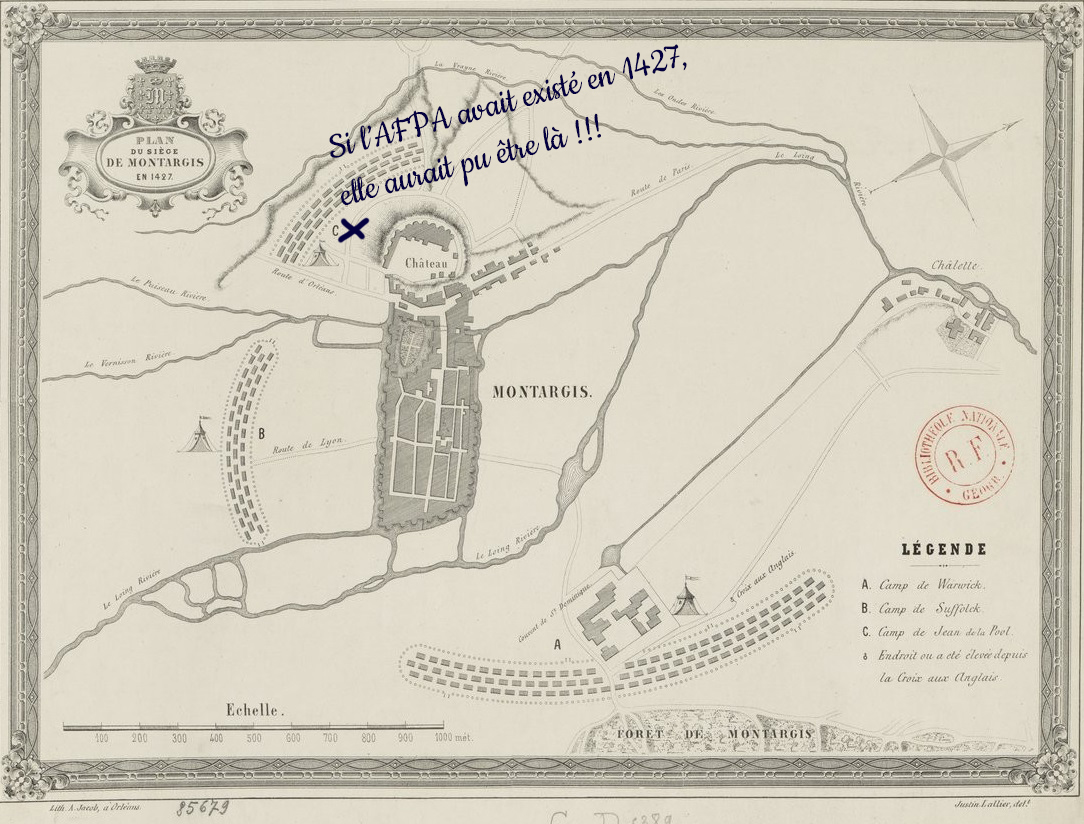 Si l'AFPA avait existé en 1427,
elle aurait pu être là !!!
PLAN
DU SIÈGE
DE MONTARGIS
EN 1427.
M
La Vrayne Rivière.
Les Ondes Rivière.
Le Loing
Rivière
Route de Paris
C
Château
Route d'Orléans
Châlette.
Le Puiseau Rivière
Le Vernisson Rivière
MONTARGIS.
B
Route de Lyon.
BIBLIOTHÈQUE NATIONALE
R.F.
GÉOGR.
Le Loing Rivière
Le Loing Rivière
Couvent de St Dominique.
Croix aux Anglais
A
LÉGENDE
A. Camp de Warwick.
B. Camp de Suffolck.
C. Camp de Jean de la Pool.
Endroit ou a été élevée depuis
la Croix aux Anglais.
Echelle.
100 200 300 400 500 600 700 800 900 1000 mét.
FORET DE MONTARGIS
Lith. A. Jacob, à Orléans.
85679
Justin Lallier, delt.